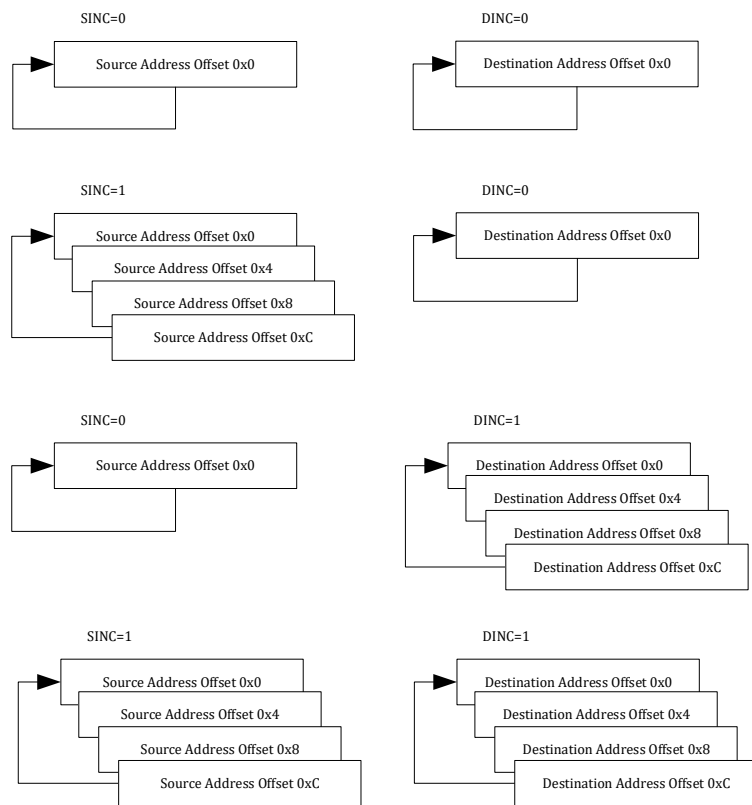 SINC=0
DINC=0
Source Address Offset 0x0
Destination Address Offset 0x0
SINC=1
DINC=0
Source Address Offset 0x0
Destination Address Offset 0x0
Source Address Offset 0x4
Source Address Offset 0x8
Source Address Offset 0xC
SINC=0
DINC=1
Source Address Offset 0x0
Destination Address Offset 0x0
Destination Address Offset 0x4
Destination Address Offset 0x8
Destination Address Offset 0xC
SINC=1
DINC=1
Source Address Offset 0x0
Destination Address Offset 0x0
Source Address Offset 0x4
Destination Address Offset 0x4
Source Address Offset 0x8
Destination Address Offset 0x8
Source Address Offset 0xC
Destination Address Offset 0xC